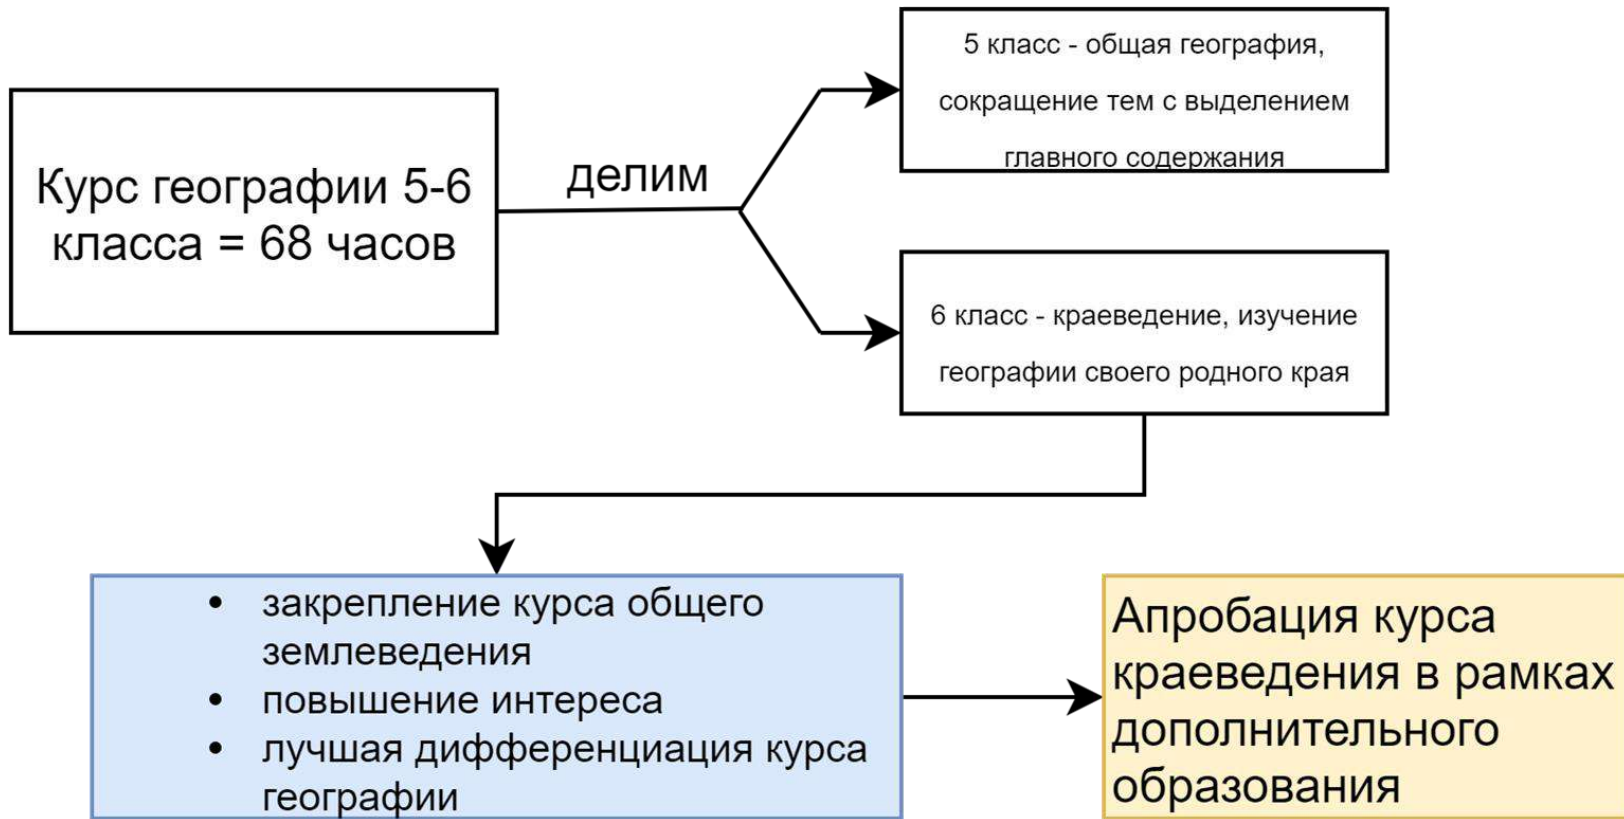 Курс географии 5-6
класса = 68 часов
делим
5 класс - общая география,
сокращение тем с выделением
главного содержания
6 класс - краеведение, изучение
географии своего родного края
• закрепление курса общего
землеведения
• повышение интереса
• лучшая дифференциация курса
географии
Апробация курса
краеведения в рамках
дополнительного
образования